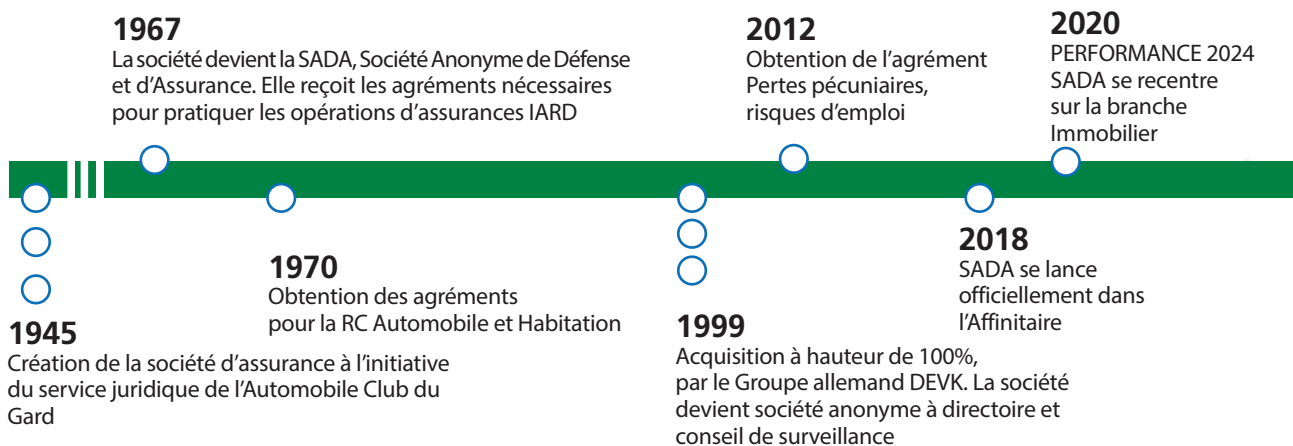 1967
La société devient la SADA, Société Anonyme de Défense
et d’Assurance. Elle reçoit les agréments nécessaires
pour pratiquer les opérations d’assurances IARD
2012
Obtention de l’agrément
Pertes pécuniaires,
risques d’emploi
2020
PERFORMANCE 2024
SADA se recentre
sur la branche
Immobilier
1945
Création de la société d’assurance à l’initiative
du service juridique de l’Automobile Club du
Gard
1970
Obtention des agréments
pour la RC Automobile et Habitation
1999
Acquisition à hauteur de 100%,
par le Groupe allemand DEVK. La société
devient société anonyme à directoire et
conseil de surveillance
2018
SADA se lance
officiellement dans
l’Affinitaire